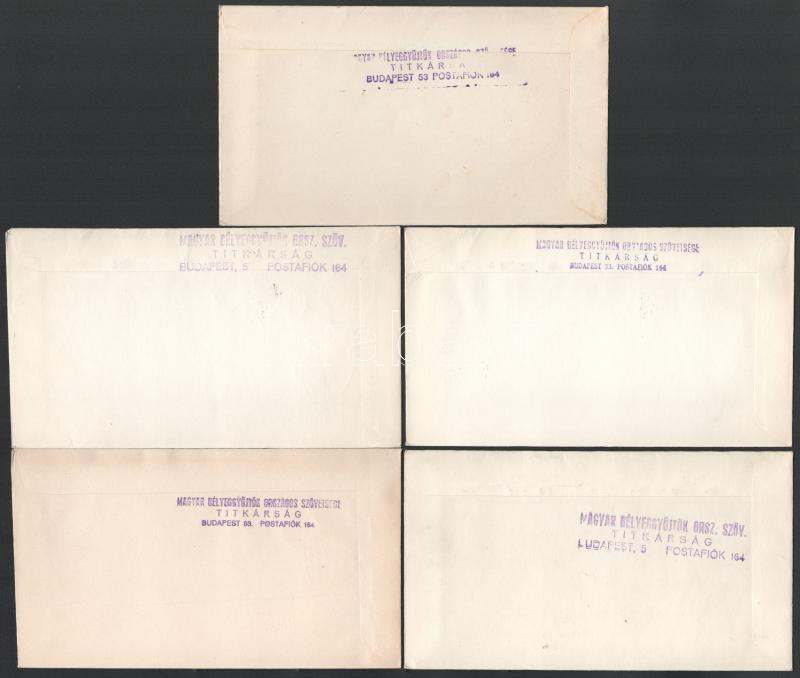 BÉLYEGGYŰJTŐK
BUDAPEST 53 POSTAFIÓK 164
MAGYAR BÉLYEGGYŰJTŐK ORSZ. SZÖV.
TITKÁRSÁG
BUDAPEST, 5 POSTAFIÓK 164
MAGYAR BÉLYEGGYŰJTŐK ORSZÁGOS SZÖVETSÉGE
TITKÁRSÁG
BUDAPEST 53. POSTAFIÓK 164
MAGYAR BÉLYEGGYŰJTŐK ORSZÁGOS SZÖVETSÉGE
TITKÁRSÁG
BUDAPEST 53. POSTAFIÓK 164
MAGYAR BÉLYEGGYŰJTŐK ORSZ. SZÖV.
TITKÁRSÁG
BUDAPEST, 5 POSTAFIÓK 164